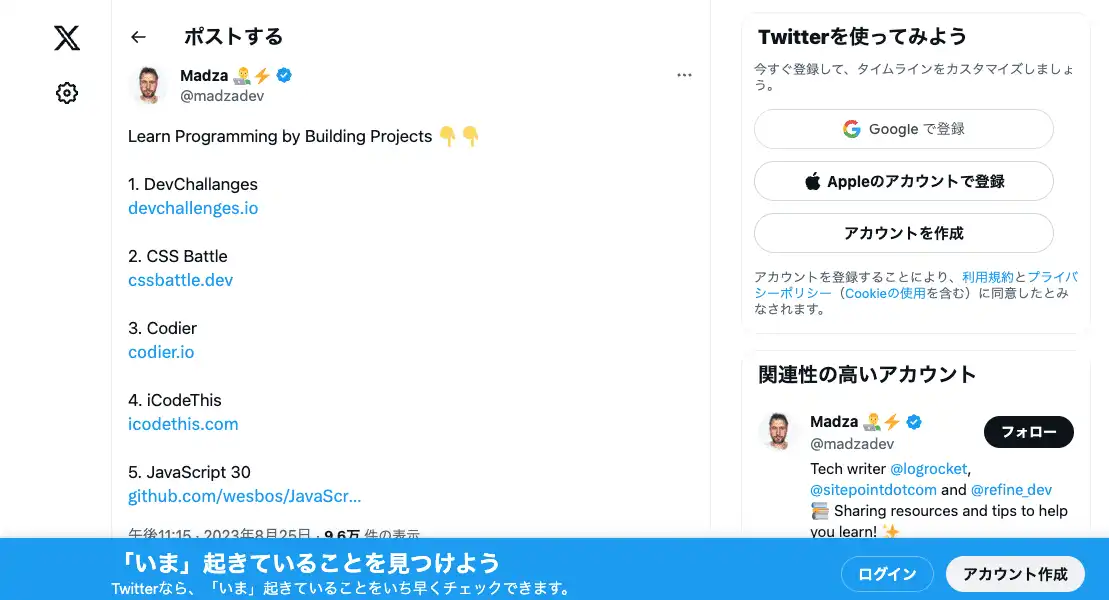 ポストする
Madza 👨‍💻⚡
@madzadev
Learn Programming by Building Projects 👇👇
1. DevChallanges
devchallenges.io
2. CSS Battle
cssbattle.dev
3. Codier
codier.io
4. iCodeThis
icodethis.com
5. JavaScript 30
github.com/wesbos/JavaScr...
午後11:15 · 2023年8月25日 · 9.6万 件の表示
Twitterを使ってみよう
今すぐ登録して、タイムラインをカスタマイズしましょ
う。
Google で登録
Appleのアカウントで登録
アカウントを作成
アカウントを登録することにより、利用規約とプライバ
シーポリシー（Cookieの使用を含む）に同意したとみ
なされます。
関連性の高いアカウント
Madza 👨‍💻⚡
@madzadev
フォロー
Tech writer @logrocket,
@sitepointdotcom and @refine_dev
📚 Sharing resources and tips to help
you learn! ✨
「いま」起きていることを見つけよう
Twitterなら、「いま」起きていることをいち早くチェックできます。
ログイン
アカウント作成